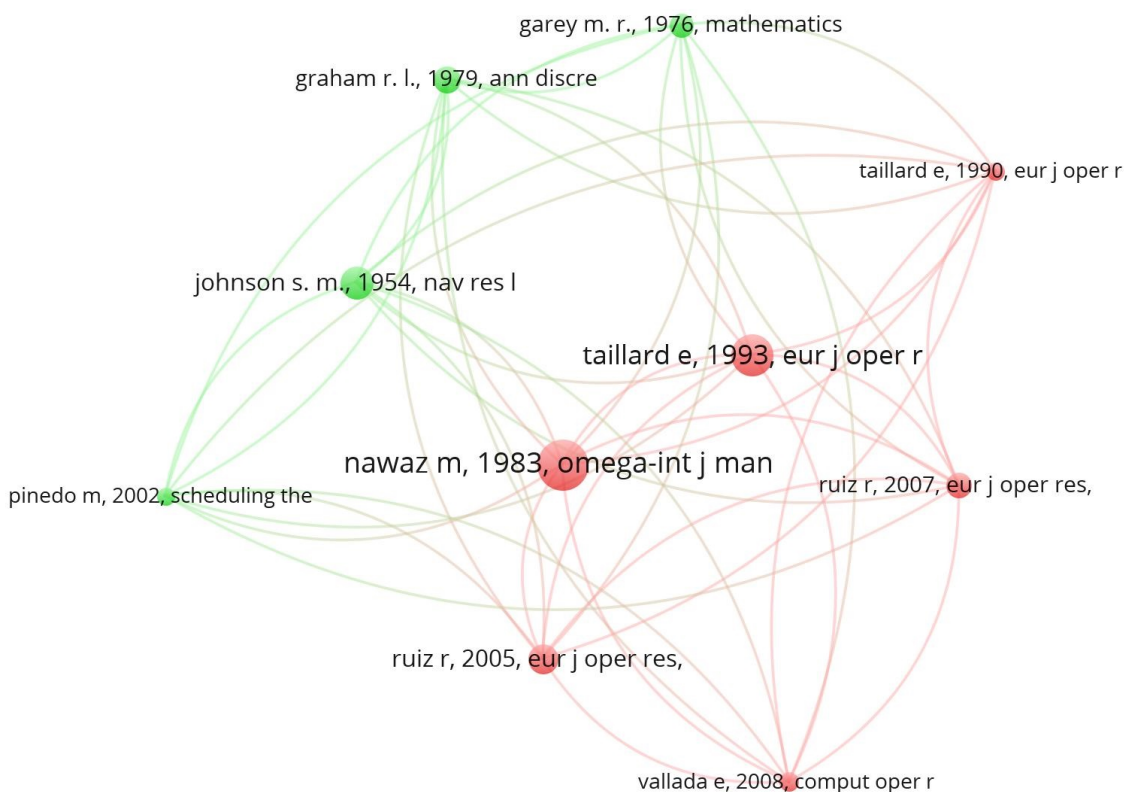 garey m. r., 1976, mathematics
graham r. l., 1979, ann discre
taillard e, 1990, eur j oper r
johnson s. m., 1954, nav res l
taillard e, 1993, eur j oper r
nawaz m, 1983, omega-int j man
ruiz r, 2007, eur j oper res,
pinedo m, 2002, scheduling the
ruiz r, 2005, eur j oper res,
vallada e, 2008, comput oper r